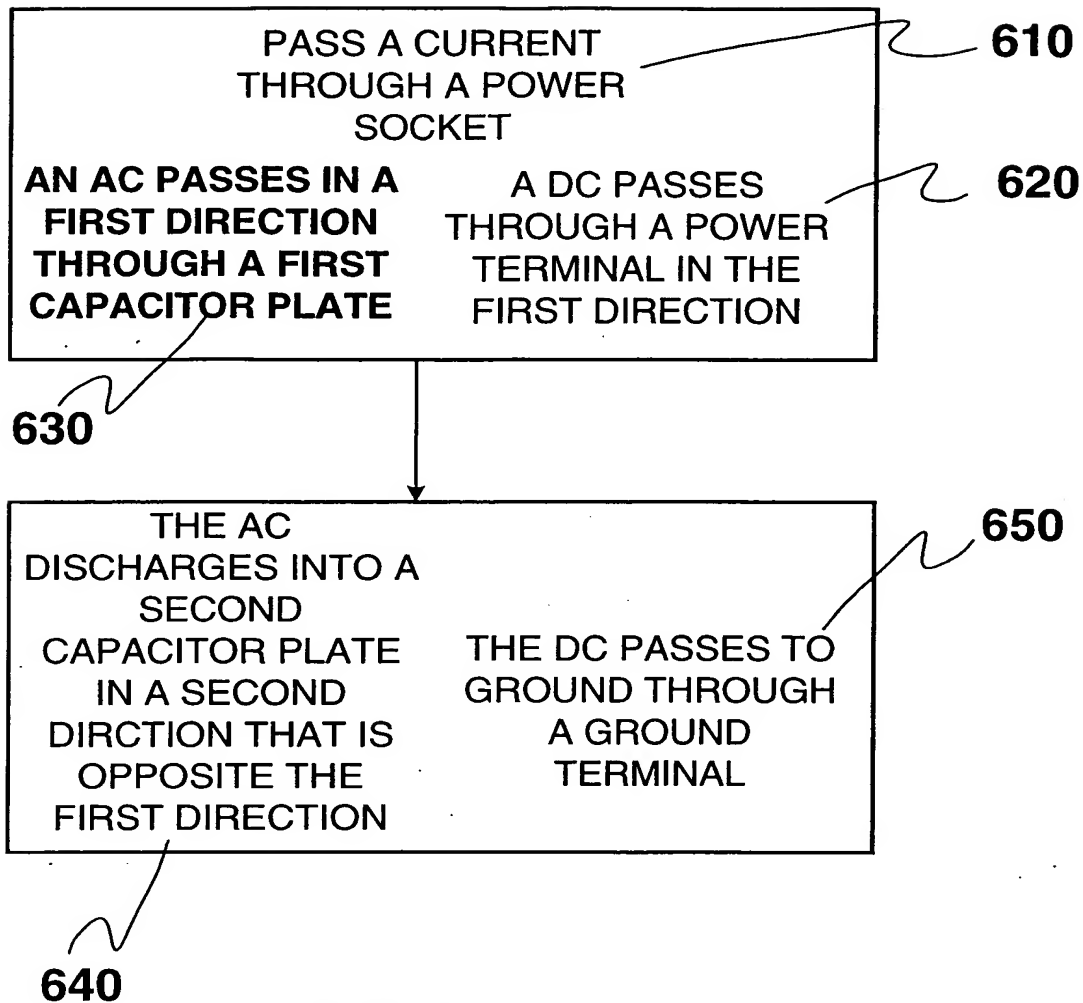 PASS A CURRENT
THROUGH A POWER
SOCKET
610
AN AC PASSES IN A
FIRST DIRECTION
THROUGH A FIRST
CAPACITOR PLATE
A DC PASSES
THROUGH A POWER
TERMINAL IN THE
FIRST DIRECTION
620
630
THE AC
DISCHARGES INTO A
SECOND
CAPACITOR PLATE
IN A SECOND
DIRCTION THAT IS
OPPOSITE THE
FIRST DIRECTION
THE DC PASSES TO
GROUND THROUGH
A GROUND
TERMINAL
650
640